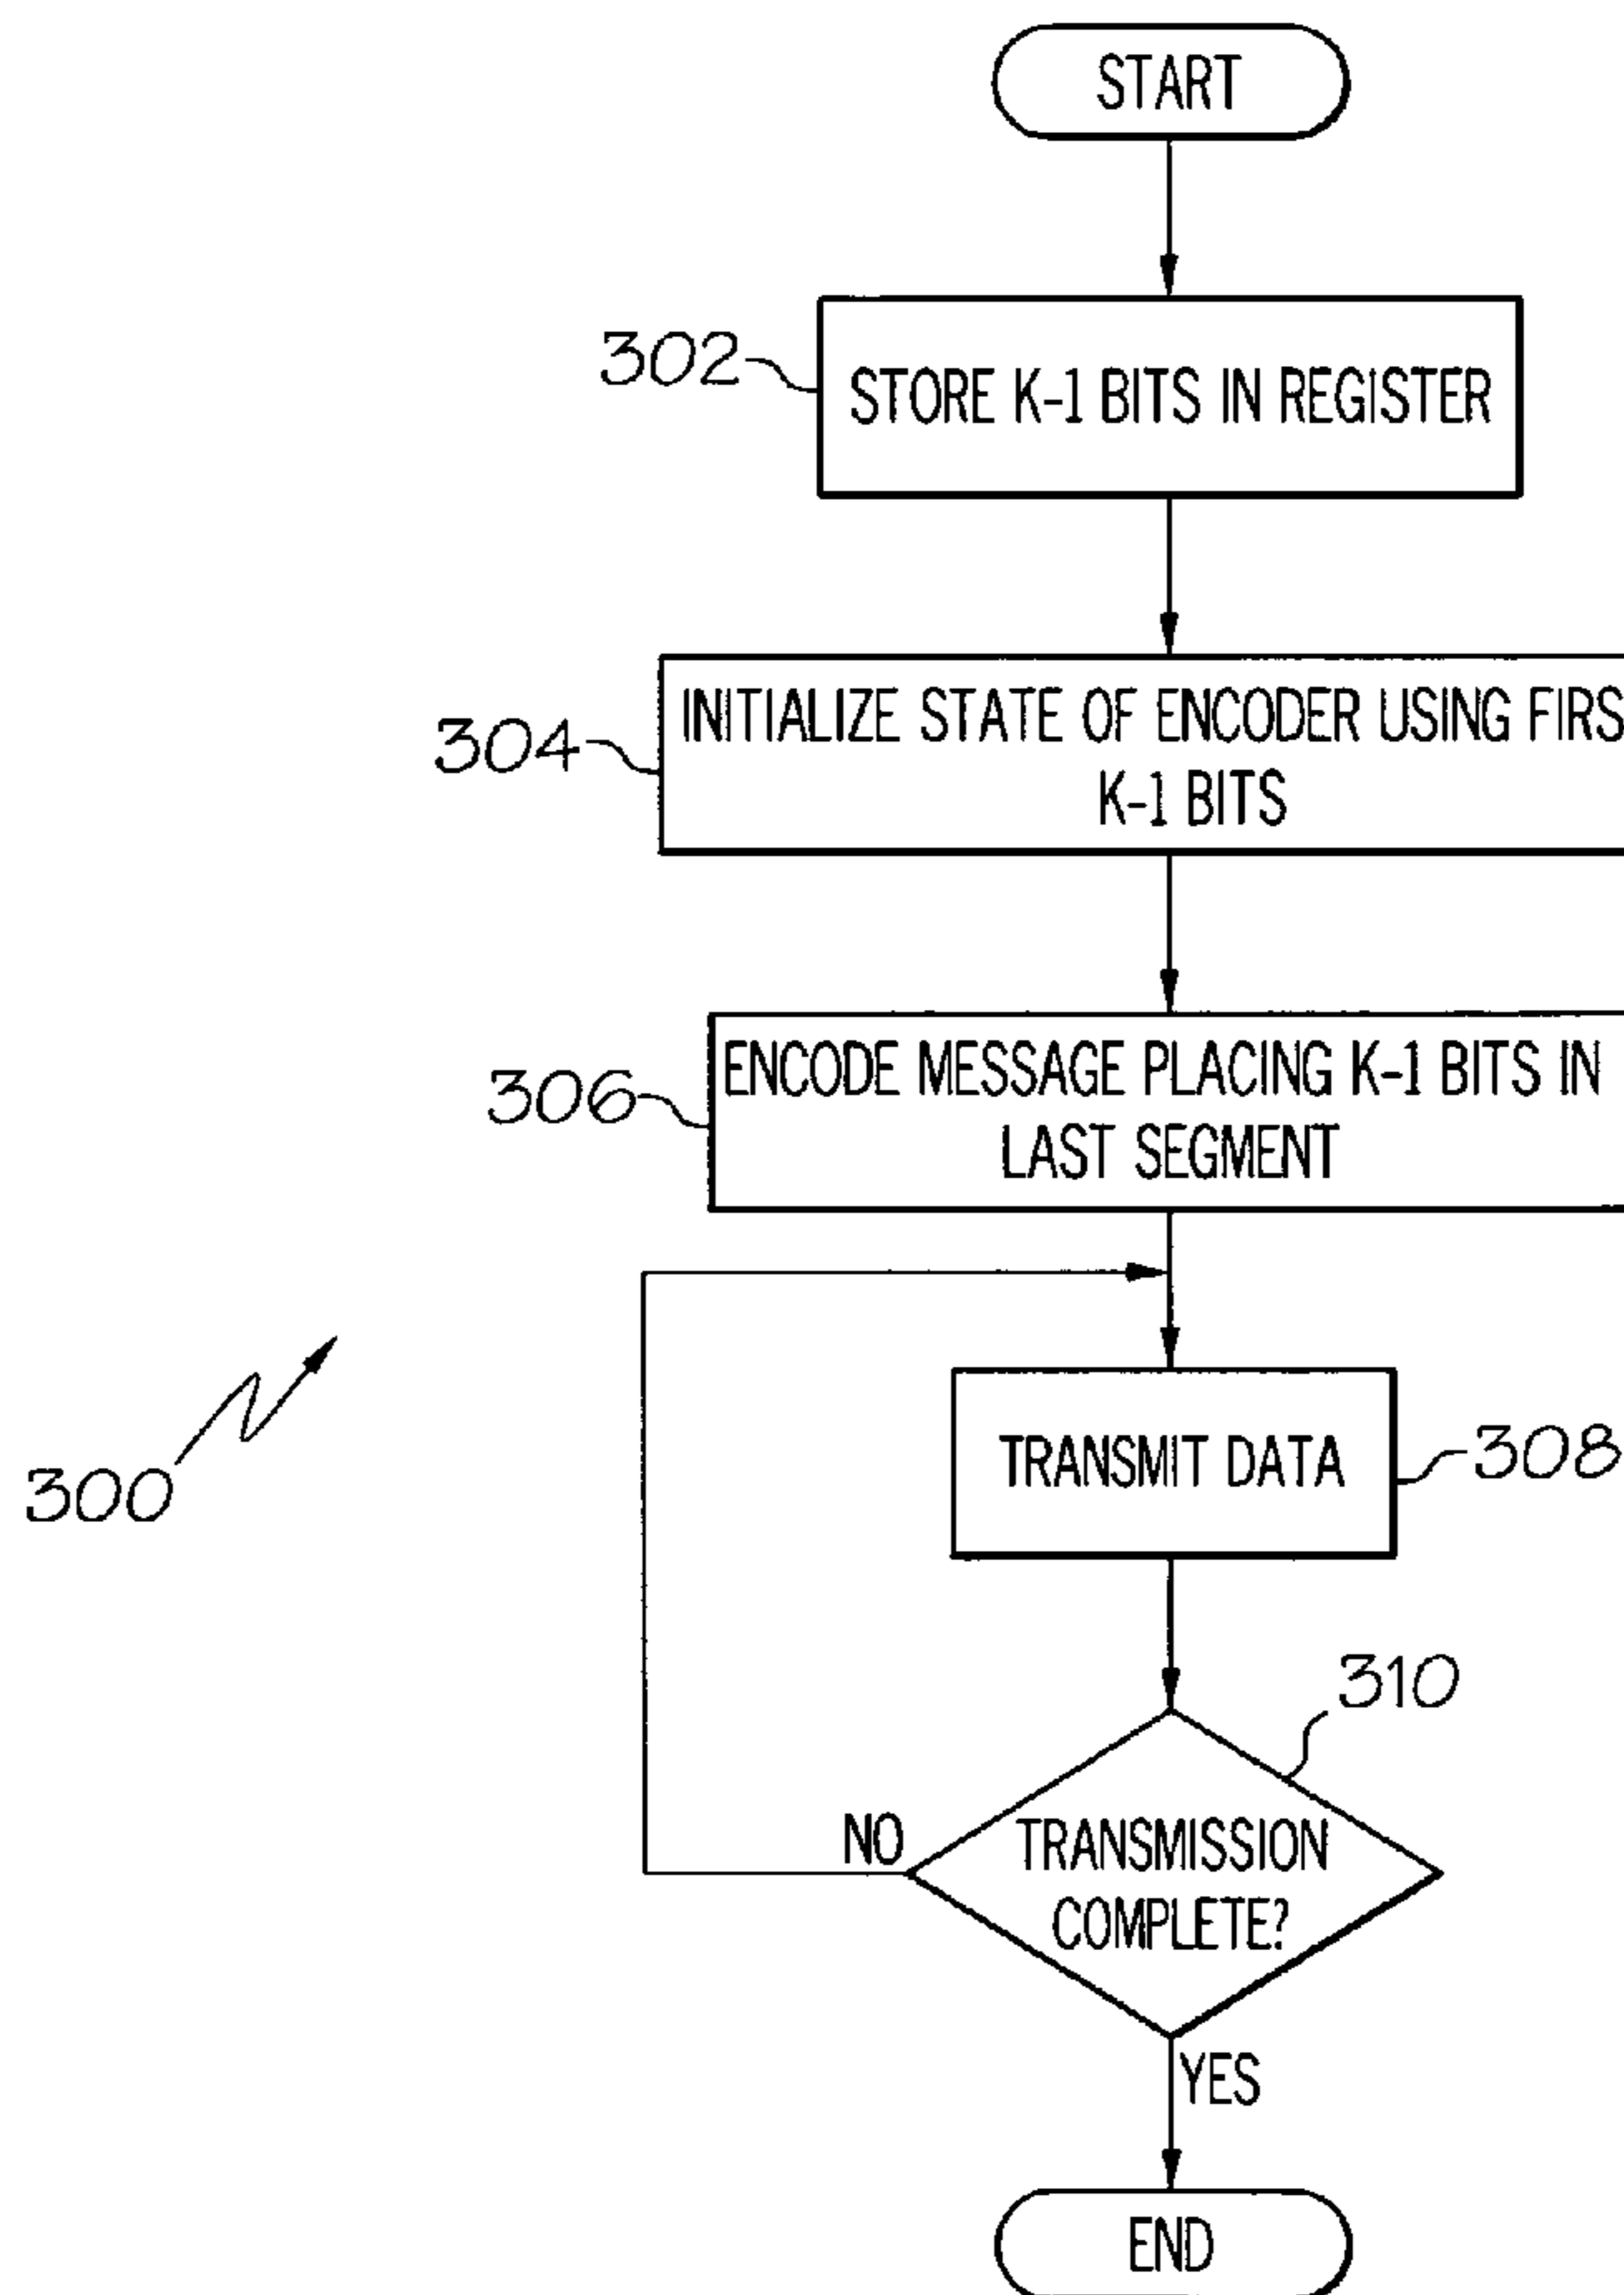 START
302
STORE K-1 BITS IN REGISTER
304
INITIALIZE STATE OF ENCODER USING FIRS
K-1 BITS
306
ENCODE MESSAGE PLACING K-1 BITS IN
LAST SEGMENT
300
TRANSMIT DATA
308
310
NO
TRANSMISSION
COMPLETE?
YES
END